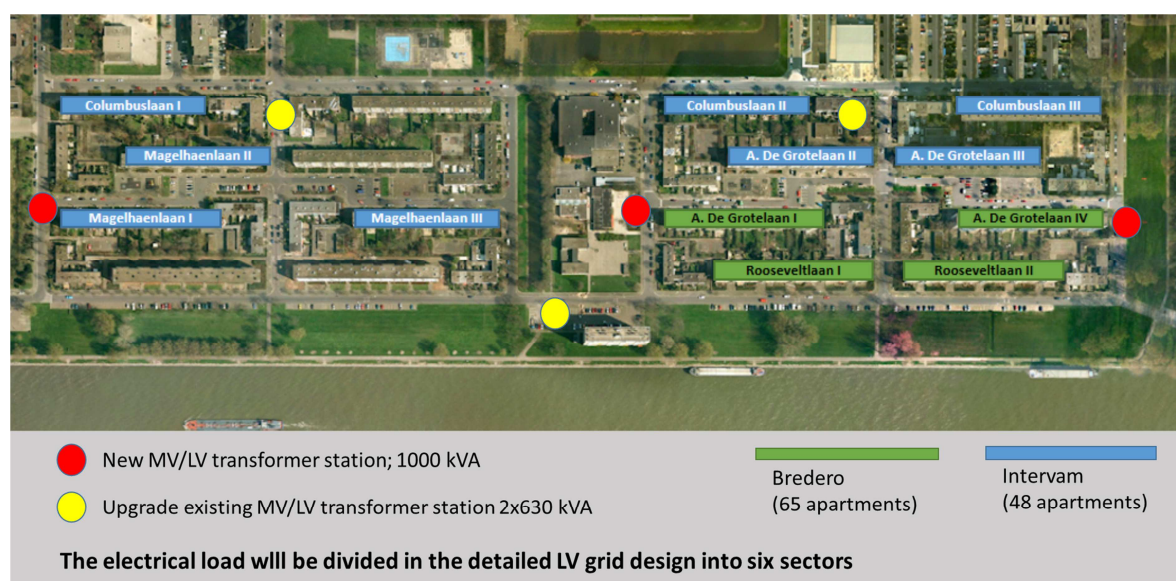 Columbuslaan I
Columbuslaan II
Columbuslaan III
Magelhaenlaan II
A. De Grotelaan II
A. De Grotelaan III
Magelhaenlaan I
Magelhaenlaan III
A. De Grotelaan I
A. De Grotelaan IV
Rooseveltlaan I
Rooseveltlaan II
New MV/LV transformer station; 1000 kVA
Upgrade existing MV/LV transformer station 2x630 kVA
Bredero
(65 apartments)
Intervam
(48 apartments)
The electrical load wlll be divided in the detailed LV grid design into six sectors